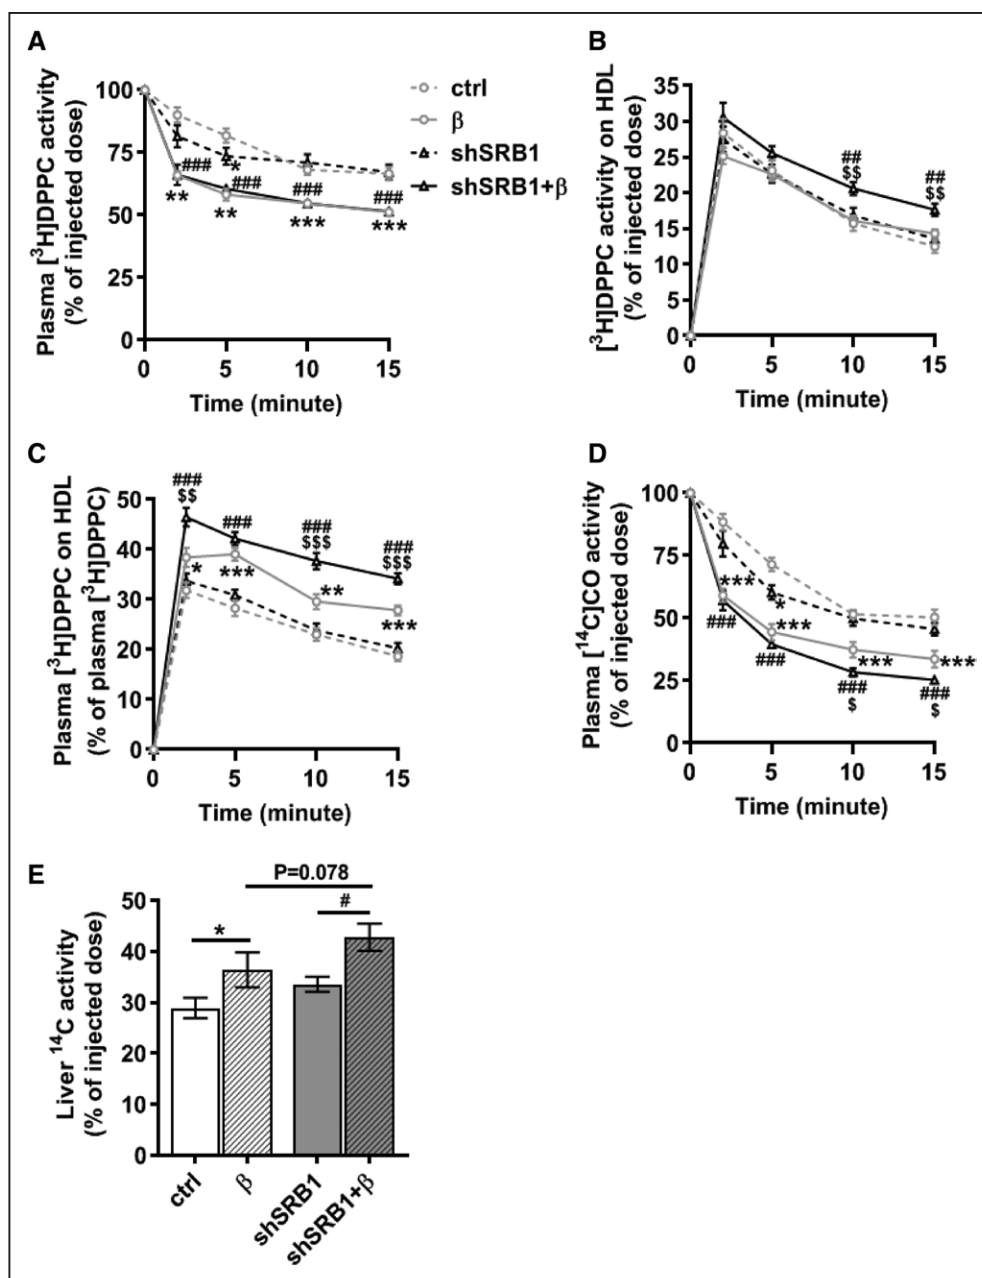 A
Plasma [³H]DPPC activity
(% of injected dose)
100
75
50
25
0
###
*
###
###
###
**
**
***
***
0 5 10 15
Time (minute)
ctrl
β
shSRB1
shSRB1+β
B
[³H]DPPC activity on HDL
(% of injected dose)
35
30
25
20
15
10
5
0
##
$$
##
$$
0 5 10 15
Time (minute)
C
Plasma [³H]DPPC on HDL
(% of plasma [³H]DPPC)
50
40
30
20
10
0
###
$$
###
###
$$$
###
$$$
*
***
**
***
0 5 10 15
Time (minute)
D
Plasma [¹⁴C]CO activity
(% of injected dose)
100
75
50
25
0
***
*
***
***
***
###
###
###
$
###
$
0 5 10 15
Time (minute)
E
Liver ¹⁴C activity
(% of injected dose)
50
40
30
20
10
0
P=0.078
*
#
ctrl
β
shSRB1
shSRB1+β